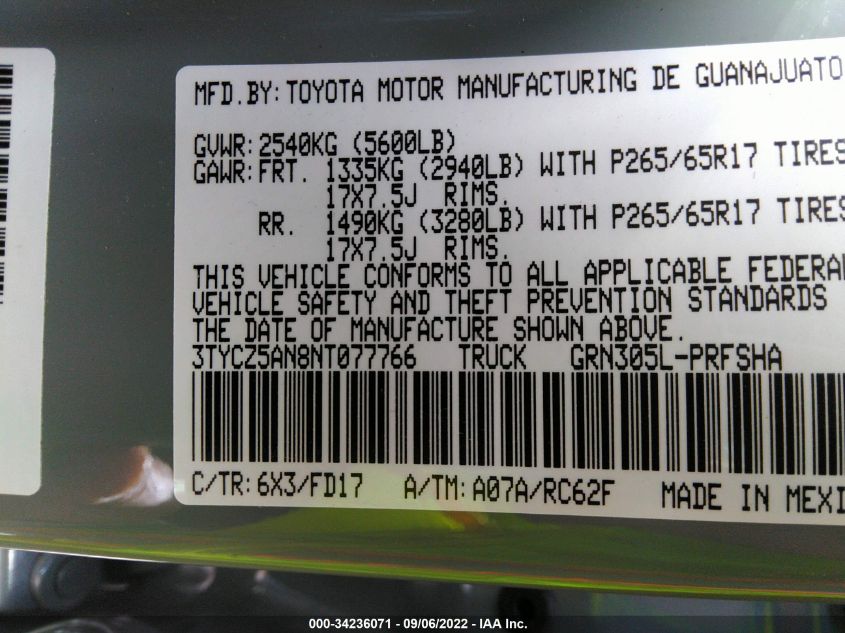 MFD.BY: TOYOTA MOTOR MANUFACTURING DE GUANAJUATO
GVWR: 2540KG (5600LB)
GAWR: FRT. 1335KG (2940LB) WITH P265/65R17 TIRES
17X7.5J RIMS.
RR. 1490KG (3280LB) WITH P265/65R17 TIRES
17X7.5J RIMS.
THIS VEHICLE CONFORMS TO ALL APPLICABLE FEDERAL
VEHICLE SAFETY AND THEFT PREVENTION STANDARDS
THE DATE OF MANUFACTURE SHOWN ABOVE.
3TYCZ5AN8NT077766 TRUCK GRN305L-PRFSHA
C/TR: 6X3/FD17 A/TM: A07A/RC62F MADE IN MEXI
000-34236071 - 09/06/2022 - IAA Inc.